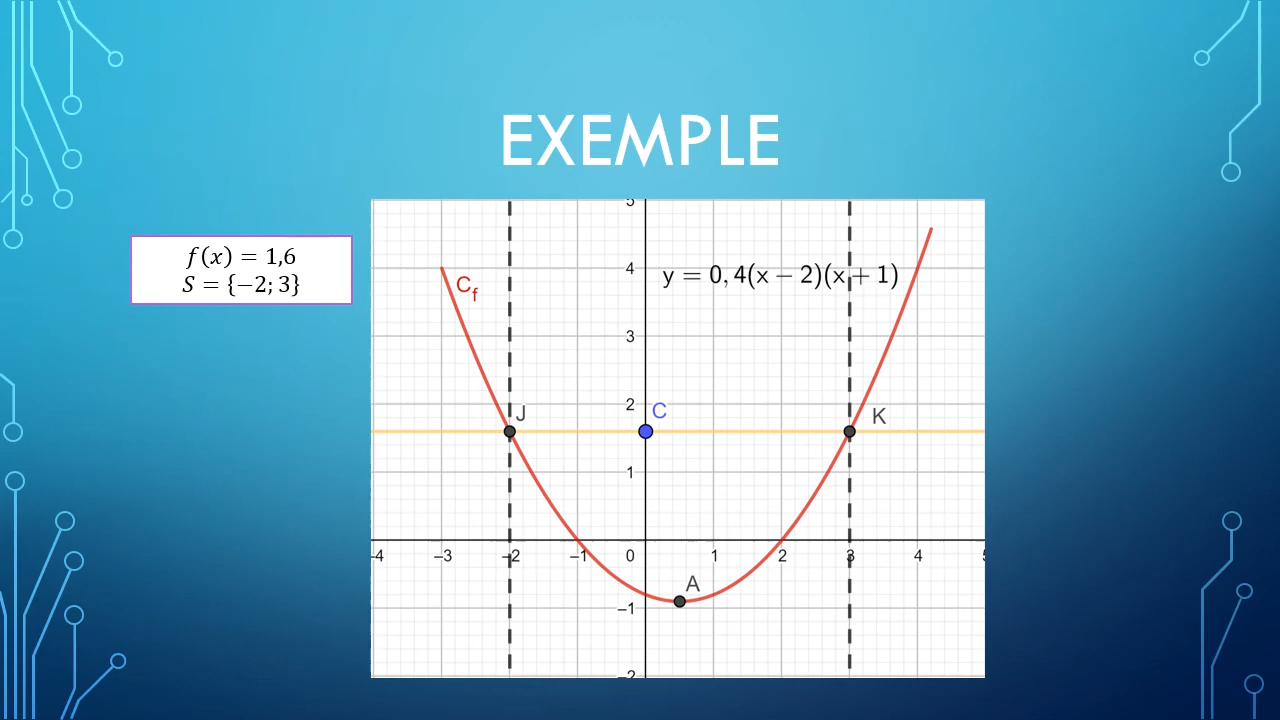 EXEMPLE
f(x) = 1,6
S = {−2; 3}
5
4
y = 0, 4(x − 2)(x + 1)
C_f
3
2
J
C
K
1
−4 −3 −2 −1 0 1 2 3 4 5
A
−1
−2